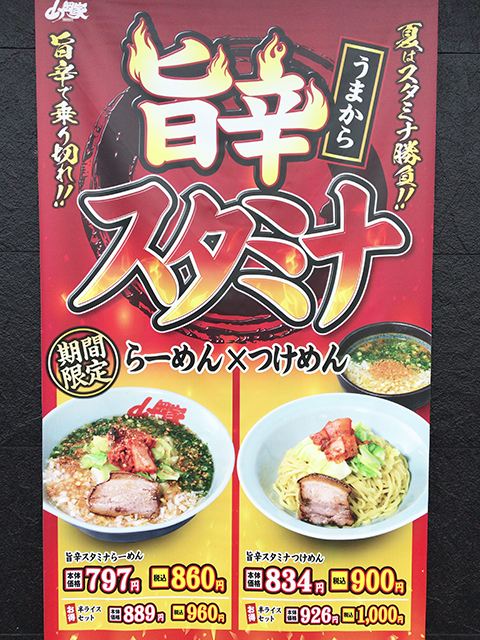 夏はスタミナ勝負!!
旨辛で乗り切れ!!
うまから
旨辛
スタミナ
期間
限定
らーめん×つけめん
旨辛スタミナらーめん
本体価格 797円 税込 860円
お得 半ライスセット 本体価格 889円 税込 960円
旨辛スタミナつけめん
本体価格 834円 税込 900円
お得 半ライスセット 本体価格 926円 税込 1,000円